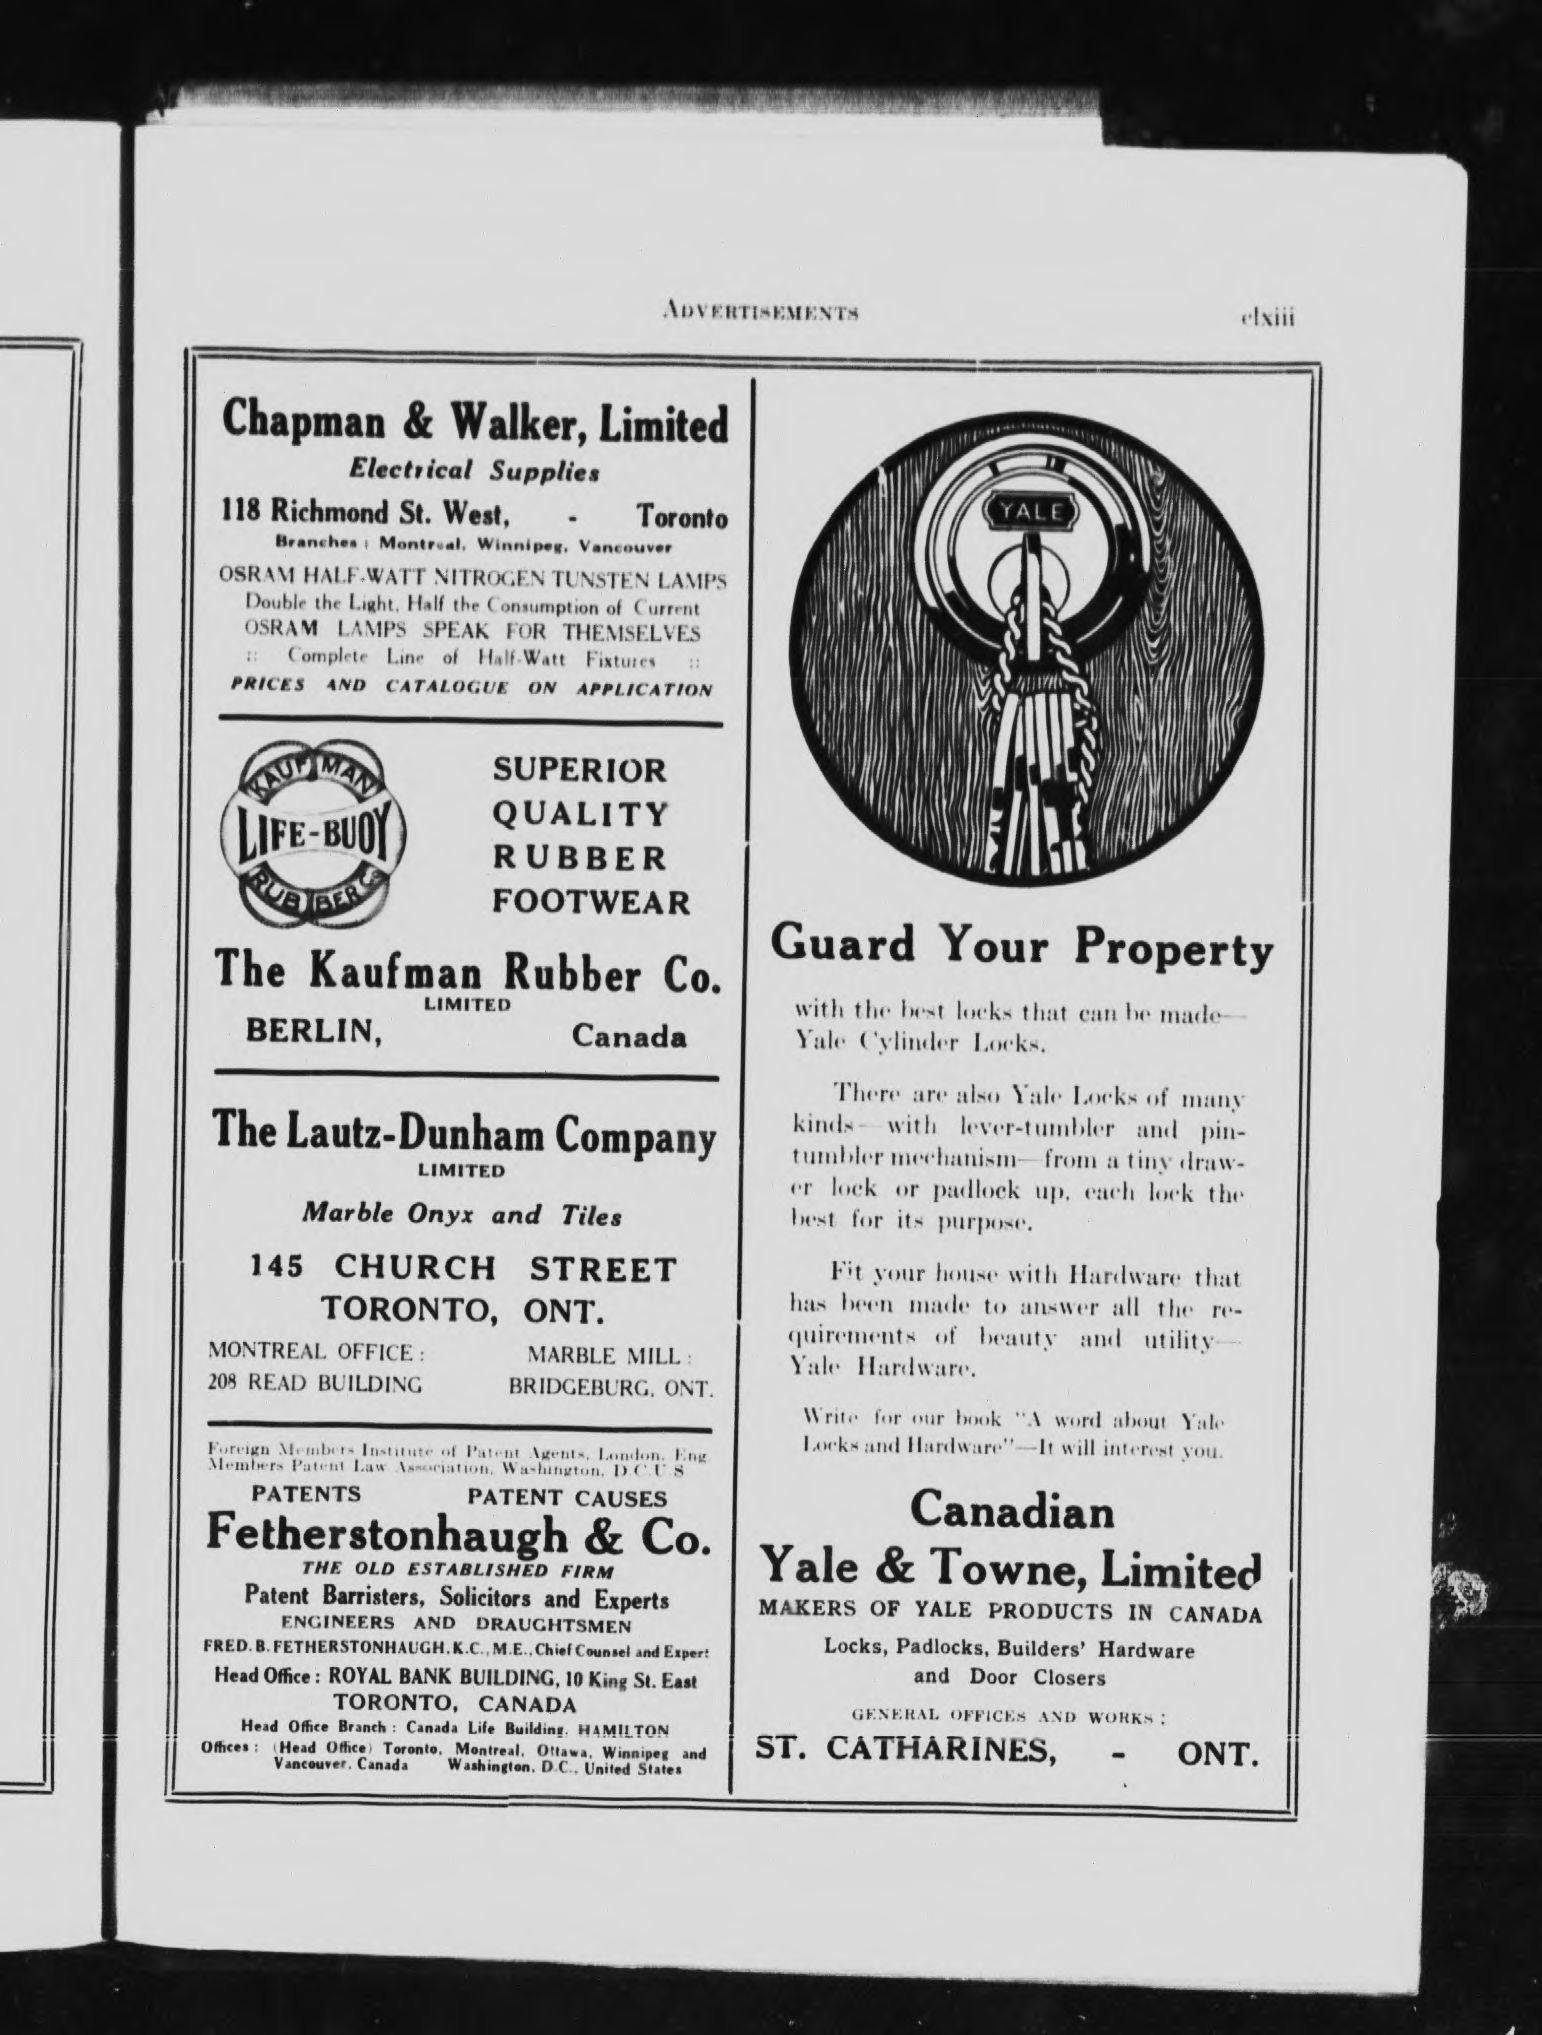 ADVERTISEMENTS clxiii
Chapman & Walker, Limited
Electrical Supplies
118 Richmond St. West, - Toronto
Branches : Montreal, Winnipeg, Vancouver
OSRAM HALF-WATT NITROGEN TUNSTEN LAMPS
Double the Light, Half the Consumption of Current
OSRAM LAMPS SPEAK FOR THEMSELVES
:: Complete Line of Half-Watt Fixtures ::
PRICES AND CATALOGUE ON APPLICATION
KAUFMAN
LIFE-BUOY
RUBBER Co
SUPERIOR
QUALITY
RUBBER
FOOTWEAR
The Kaufman Rubber Co.
LIMITED
BERLIN, Canada
The Lautz-Dunham Company
LIMITED
Marble Onyx and Tiles
145 CHURCH STREET
TORONTO, ONT.
MONTREAL OFFICE : MARBLE MILL :
208 READ BUILDING BRIDGEBURG, ONT.
Foreign Members Institute of Patent Agents, London, Eng.
Members Patent Law Association, Washington, D.C.U.S
PATENTS PATENT CAUSES
Fetherstonhaugh & Co.
THE OLD ESTABLISHED FIRM
Patent Barristers, Solicitors and Experts
ENGINEERS AND DRAUGHTSMEN
FRED. B. FETHERSTONHAUGH, K.C., M.E., Chief Counsel and Expert
Head Office : ROYAL BANK BUILDING, 10 King St. East
TORONTO, CANADA
Head Office Branch : Canada Life Building, HAMILTON
Offices : (Head Office) Toronto, Montreal, Ottawa, Winnipeg and
Vancouver, Canada Washington, D.C., United States
YALE
Guard Your Property
with the best locks that can be made—
Yale Cylinder Locks.
There are also Yale Locks of many
kinds—with lever-tumbler and pin-
tumbler mechanism—from a tiny draw-
er lock or padlock up, each lock the
best for its purpose.
Fit your house with Hardware that
has been made to answer all the re-
quirements of beauty and utility—
Yale Hardware.
Write for our book "A word about Yale
Locks and Hardware"—It will interest you.
Canadian
Yale & Towne, Limited
MAKERS OF YALE PRODUCTS IN CANADA
Locks, Padlocks, Builders' Hardware
and Door Closers
GENERAL OFFICES AND WORKS :
ST. CATHARINES, - ONT.